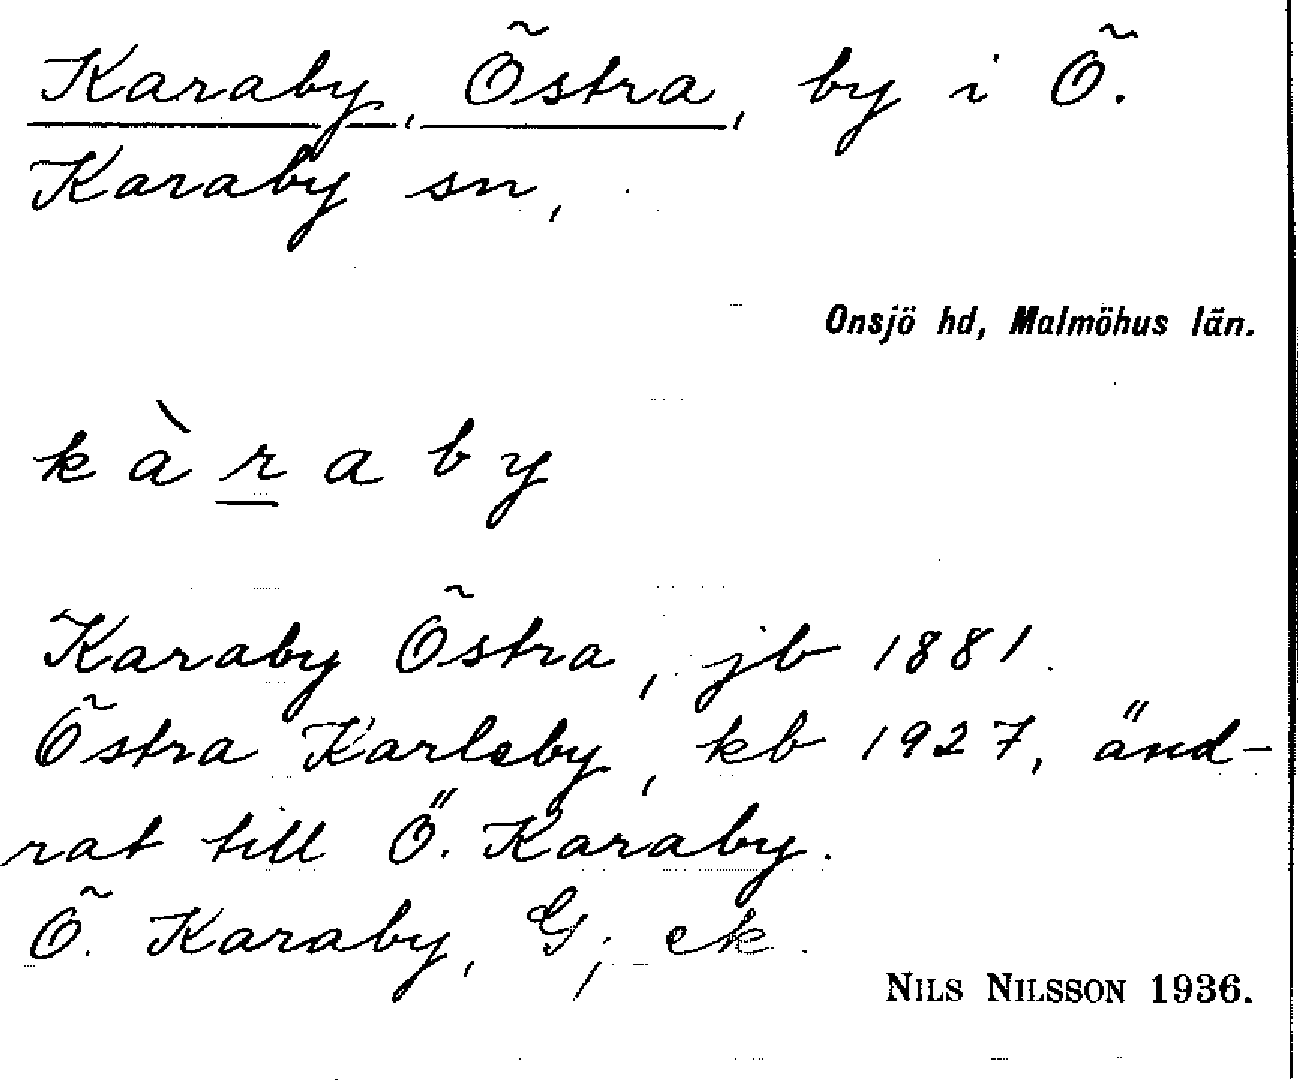 Karaby, Östra, by i Ö.
Karaby sn,
Onsjö hd, Malmöhus län.
kàraby
Karaby Östra, jb 1881.
Östra Karleby, kb 1927, änd-
rat till Ö. Karaby.
Ö. Karaby, G; ek.
NILS NILSSON 1936.